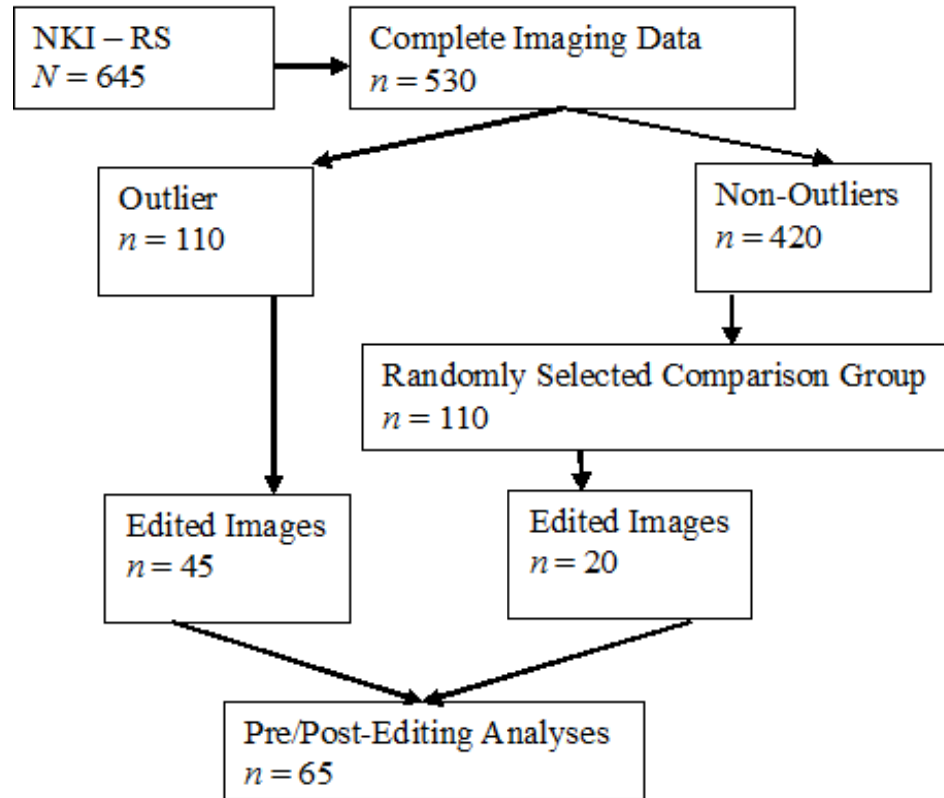 NKI – RS
N = 645
Complete Imaging Data
n = 530
Outlier
n = 110
Non-Outliers
n = 420
Randomly Selected Comparison Group
n = 110
Edited Images
n = 45
Edited Images
n = 20
Pre/Post-Editing Analyses
n = 65